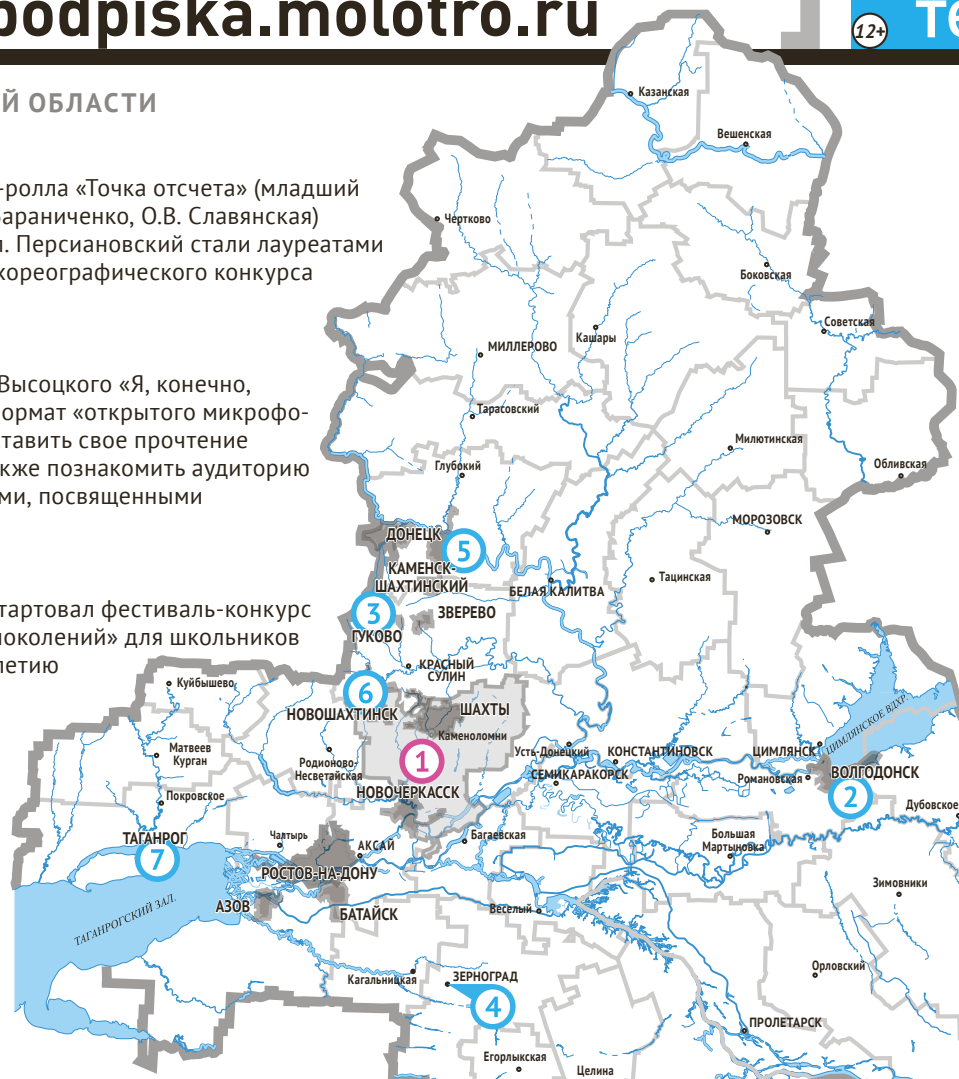 podpiska.molotro.ru
12+
те
Й ОБЛАСТИ
-ролла «Точка отсчета» (младший
Бараниченко, О.В. Славянская)
п. Персиановский стали лауреатами
хореографического конкурса
Высоцкого «Я, конечно,
ормат «открытого микрофо-
ставить свое прочтение
кже познакомить аудиторию
ми, посвященными
стартовал фестиваль-конкурс
поколений» для школьников
летию
Казанская
Вешенская
Чертково
Боковская
Советская
Кашары
МИЛЛЕРОВО
Тарасовский
Милютинская
Глубокий
Обливская
МОРОЗОВСК
ДОНЕЦК
5
КАМЕНСК-
ШАХТИНСКИЙ
Тацинская
БЕЛАЯ КАЛИТВА
3
ЗВЕРЕВО
ГУКОВО
КРАСНЫЙ
СУЛИН
Куйбышево
6
НОВОШАХТИНСК
ШАХТЫ
ЦИМЛЯНСКОЕ ВДХР.
Каменоломни
Матвеев
Курган
Родионово-
Несветайская
1
Усть-Донецкий
КОНСТАНТИНОВСК
ЦИМЛЯНСК
СЕМИКАРАКОРСК
Романовская
ВОЛГОДОНСК
2
НОВОЧЕРКАССК
Покровское
Дубовское
ТАГАНРОГ
7
Чалтырь
АКСАЙ
Багаевская
Большая
Мартыновка
РОСТОВ-НА-ДОНУ
Зимовники
АЗОВ
БАТАЙСК
Веселый
ТАГАНРОГСКИЙ ЗАЛ.
Кагальницкая
ЗЕРНОГРАД
4
Орловский
ПРОЛЕТАРСК
Егорлыкская
Целина